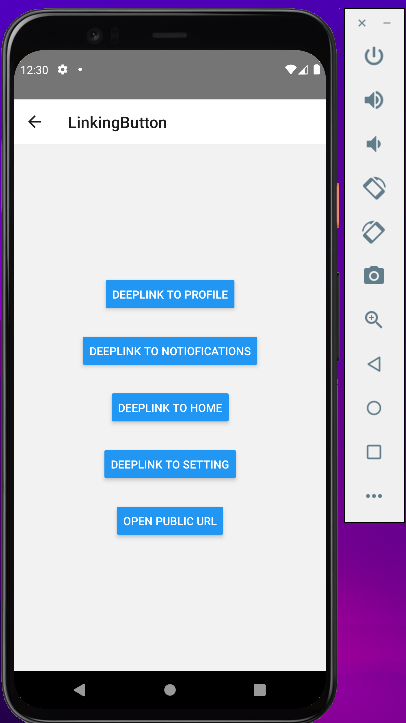 12:30
LinkingButton
DEEPLINK TO PROFILE
DEEPLINK TO NOTIOFICATIONS
DEEPLINK TO HOME
DEEPLINK TO SETTING
OPEN PUBLIC URL